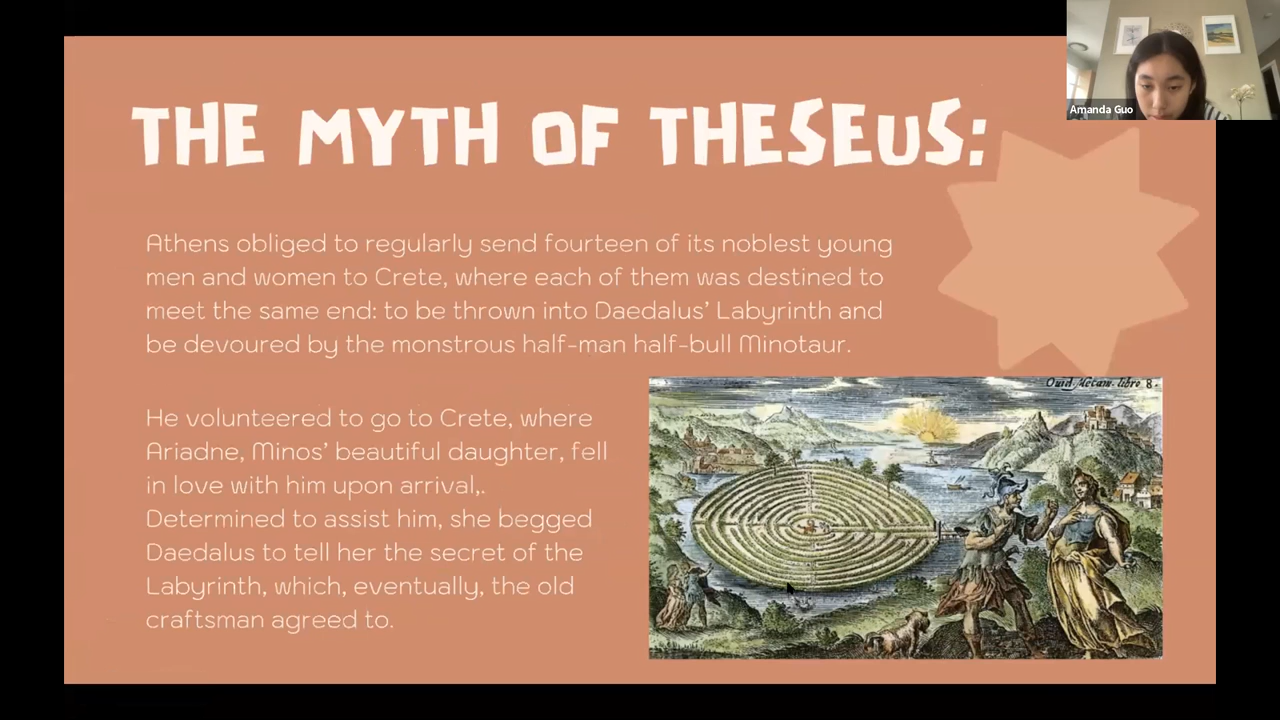 THE MYTH OF THESEUS:
Amanda Guo
Athens obliged to regularly send fourteen of its noblest young
men and women to Crete, where each of them was destined to
meet the same end: to be thrown into Daedalus’ Labyrinth and
be devoured by the monstrous half-man half-bull Minotaur.
He volunteered to go to Crete, where
Ariadne, Minos’ beautiful daughter, fell
in love with him upon arrival,.
Determined to assist him, she begged
Daedalus to tell her the secret of the
Labyrinth, which, eventually, the old
craftsman agreed to.
Ouid. Metam. libro 8.